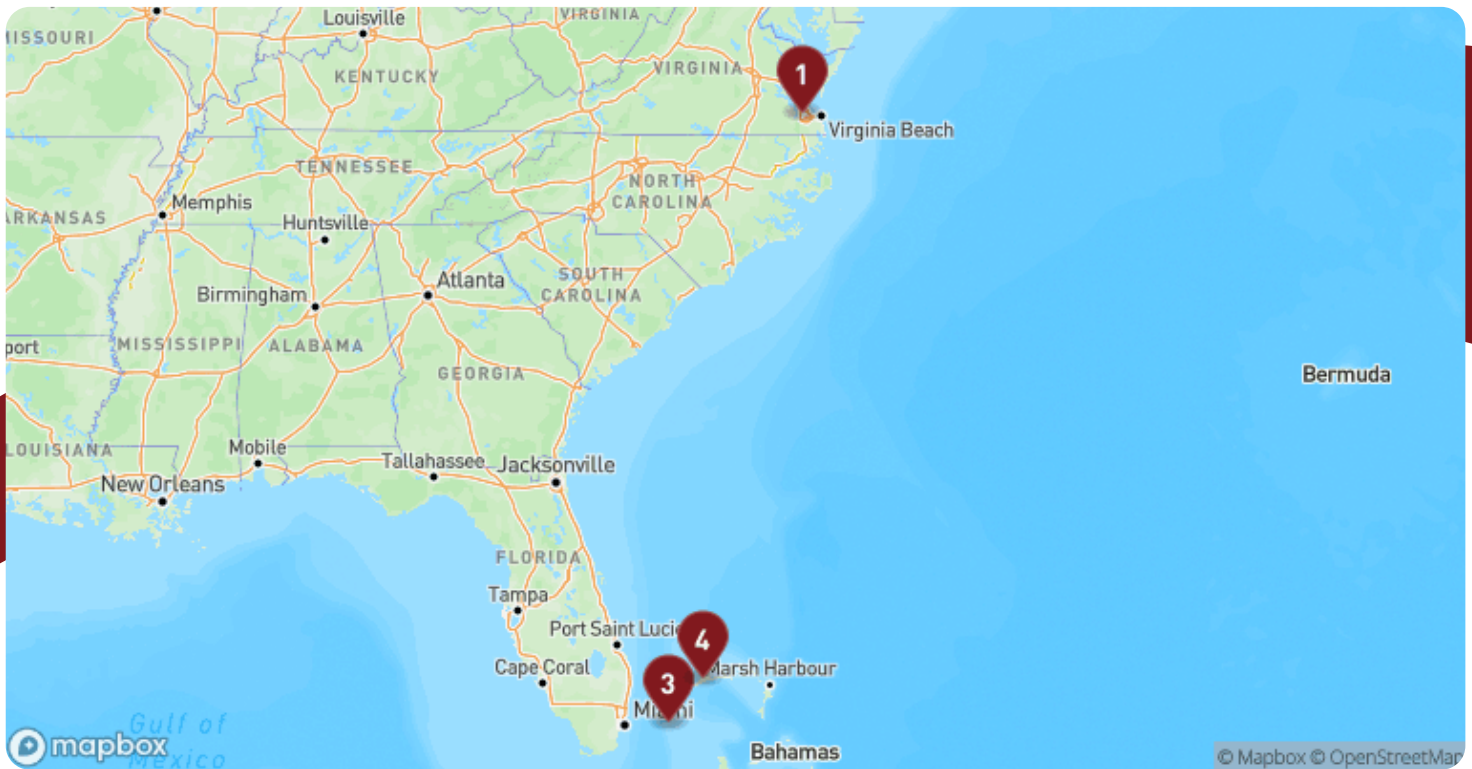 Louisville
VIRGINIA
MISSOURI
KENTUCKY
VIRGINIA
1
Virginia Beach
TENNESSEE
NORTH
CAROLINA
Memphis
ARKANSAS
Huntsville
SOUTH
CAROLINA
Atlanta
Birmingham
port
MISSISSIPPI
ALABAMA
GEORGIA
Bermuda
LOUISIANA
Mobile
Tallahassee
Jacksonville
New Orleans
FLORIDA
Tampa
Port Saint Lucie
4
Cape Coral
Marsh Harbour
3
Miami
Gulf of
Mexico
mapbox
Bahamas
© Mapbox © OpenStreetMap